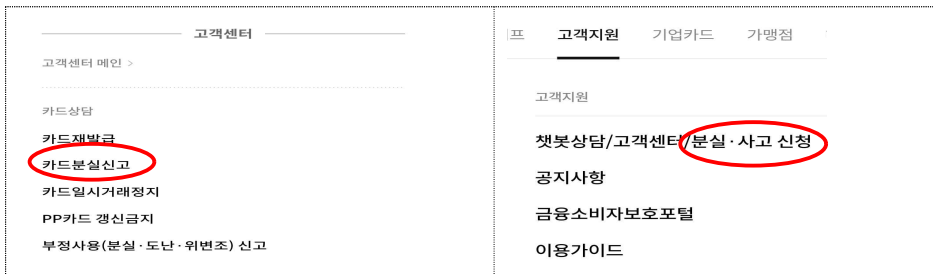 고객센터
고객센터 메인 >
카드상담
카드재발급
카드분실신고
카드일시거래정지
PP카드 갱신금지
부정사용(분실·도난·위변조) 신고
프 고객지원 기업카드 가맹점
고객지원
챗봇상담/고객센터/분실·사고 신청
공지사항
금융소비자보호포털
이용가이드